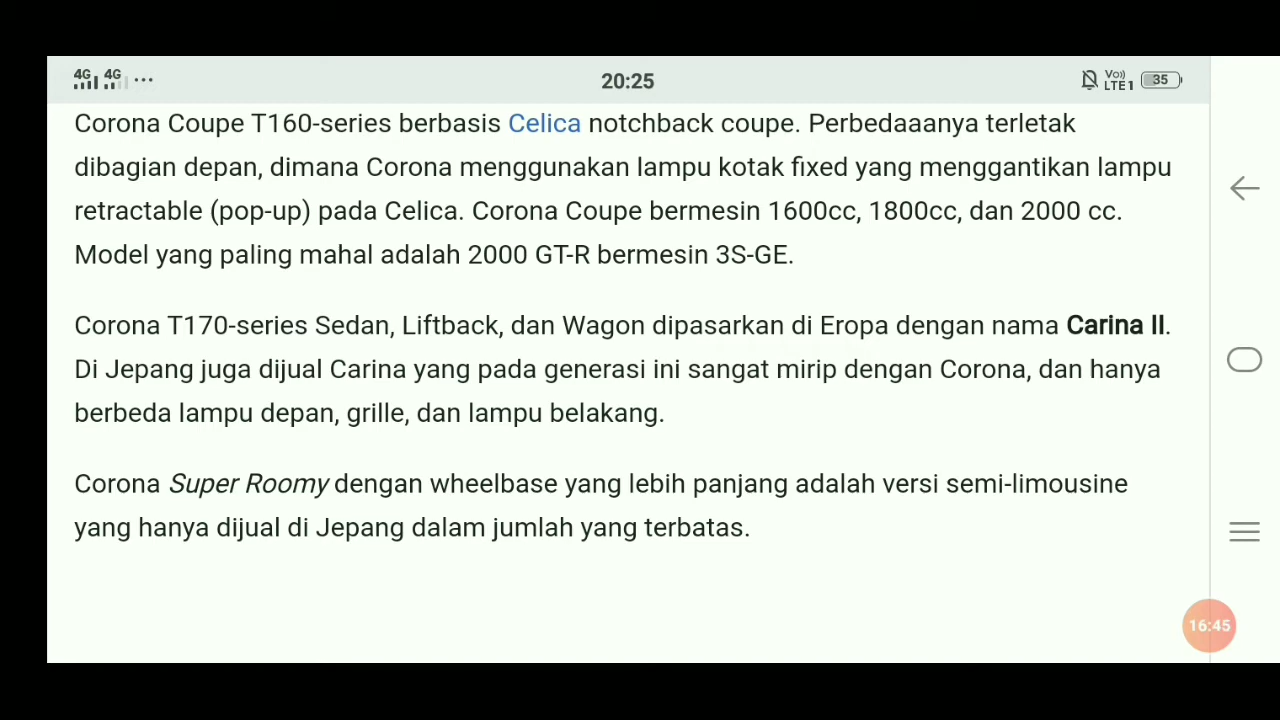 4G 4G ... 20:25 Vo)) LTE1 35
Corona Coupe T160-series berbasis Celica notchback coupe. Perbedaaanya terletak
dibagian depan, dimana Corona menggunakan lampu kotak fixed yang menggantikan lampu
retractable (pop-up) pada Celica. Corona Coupe bermesin 1600cc, 1800cc, dan 2000 cc.
Model yang paling mahal adalah 2000 GT-R bermesin 3S-GE.
Corona T170-series Sedan, Liftback, dan Wagon dipasarkan di Eropa dengan nama Carina II.
Di Jepang juga dijual Carina yang pada generasi ini sangat mirip dengan Corona, dan hanya
berbeda lampu depan, grille, dan lampu belakang.
Corona Super Roomy dengan wheelbase yang lebih panjang adalah versi semi-limousine
yang hanya dijual di Jepang dalam jumlah yang terbatas.
16:45